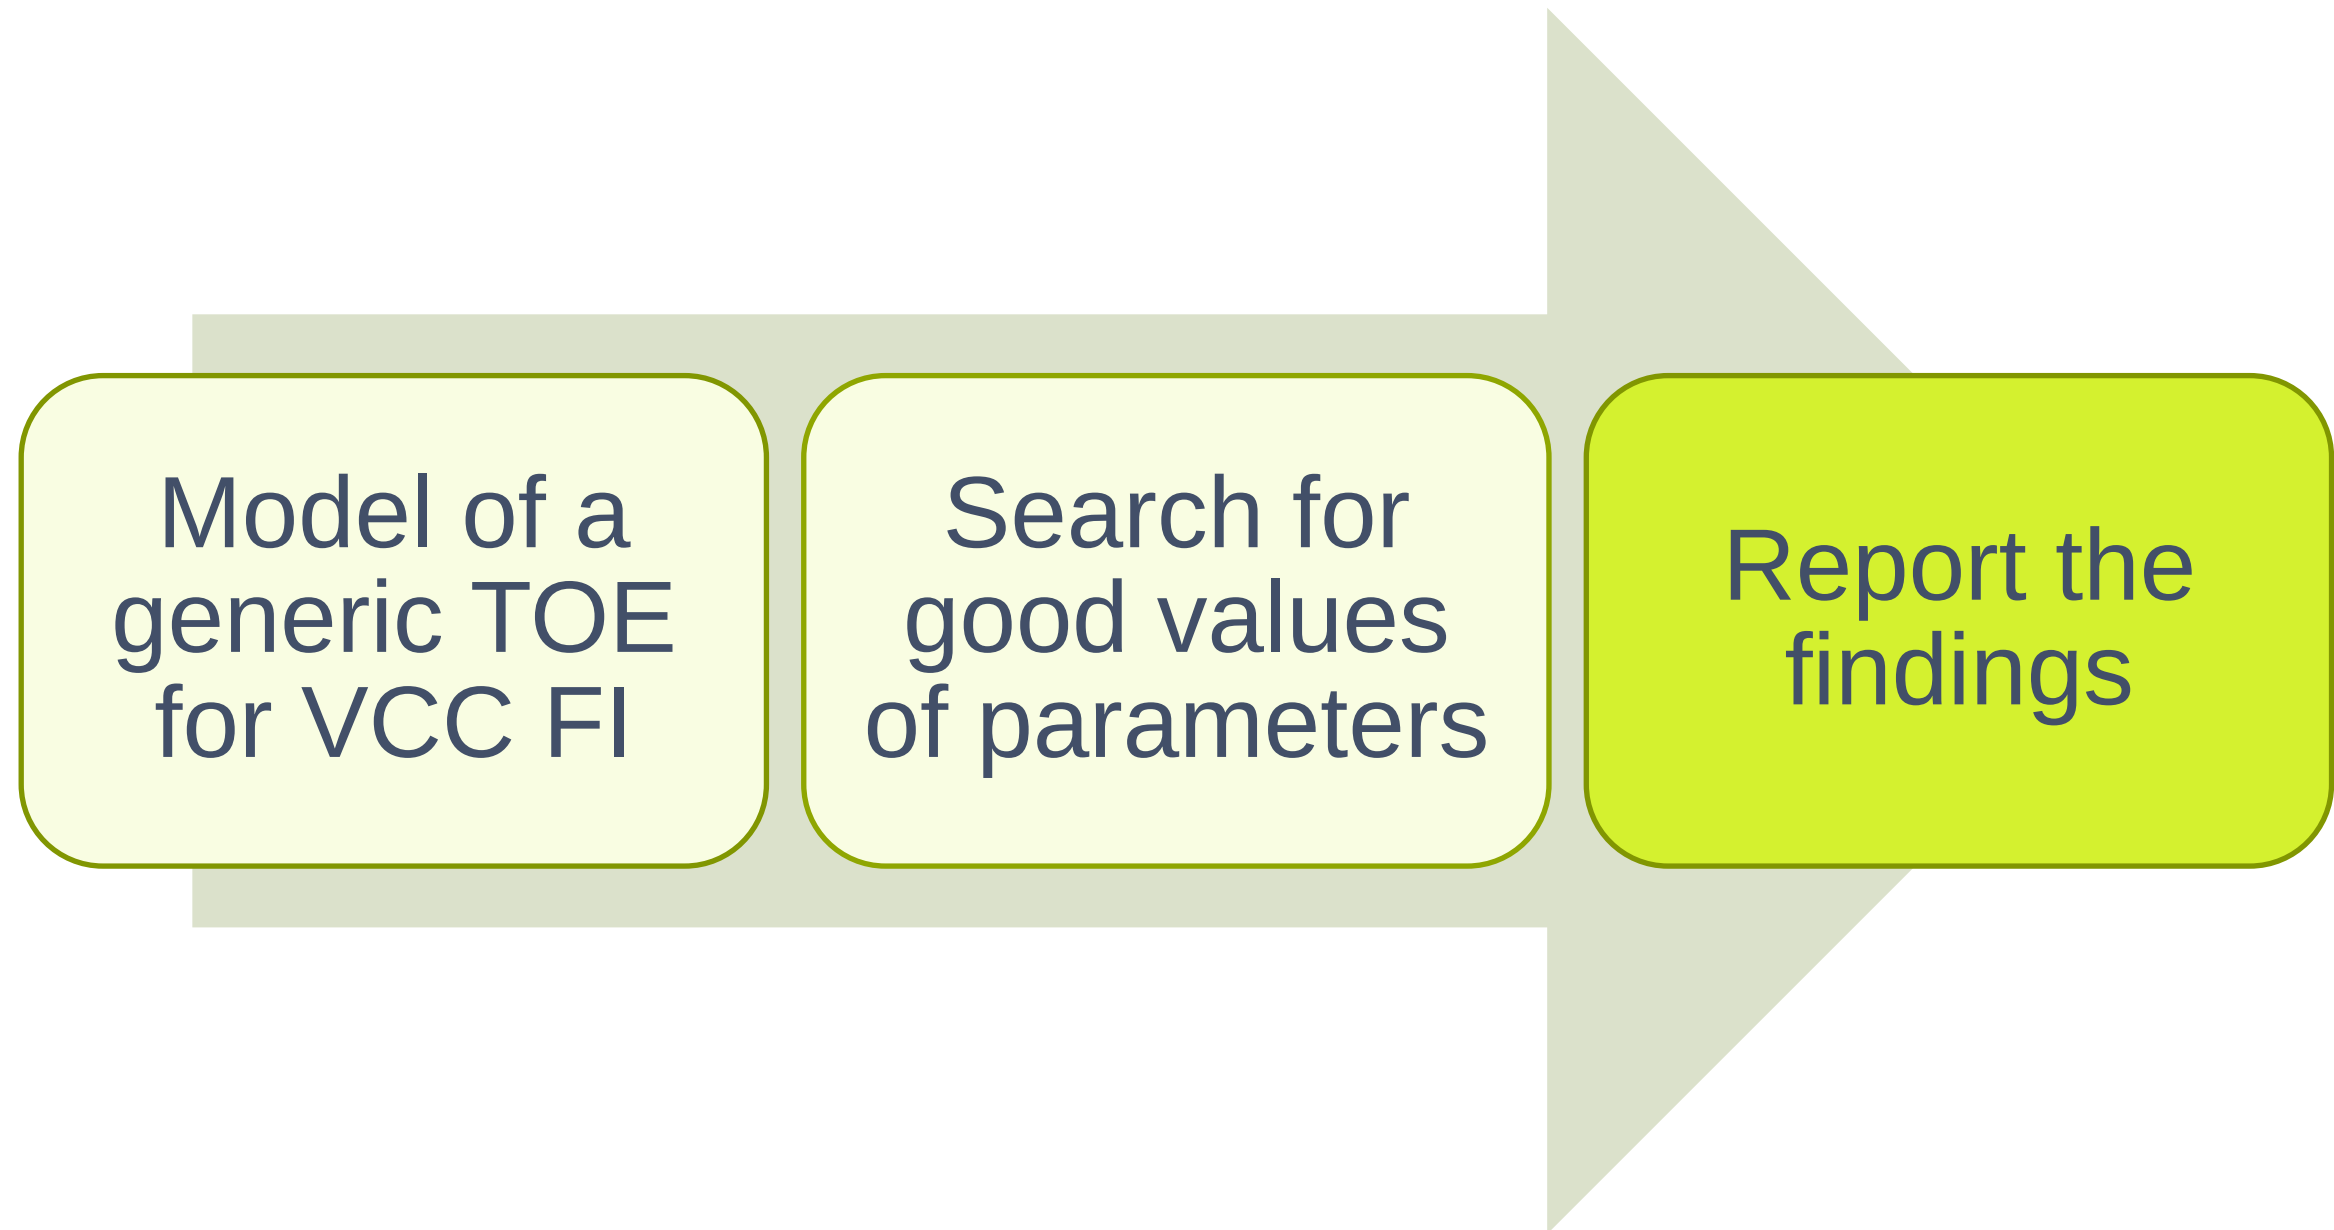 Model of a
generic TOE
for VCC FI
Search for
good values
of parameters
Report the
findings